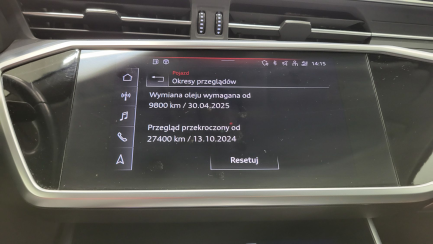 Pojazd
14:15
Okresy przeglądów
Wymiana oleju wymagana od
9800 km / 30.04.2025
Przegląd przekroczony od
27400 km / 13.10.2024
Resetuj